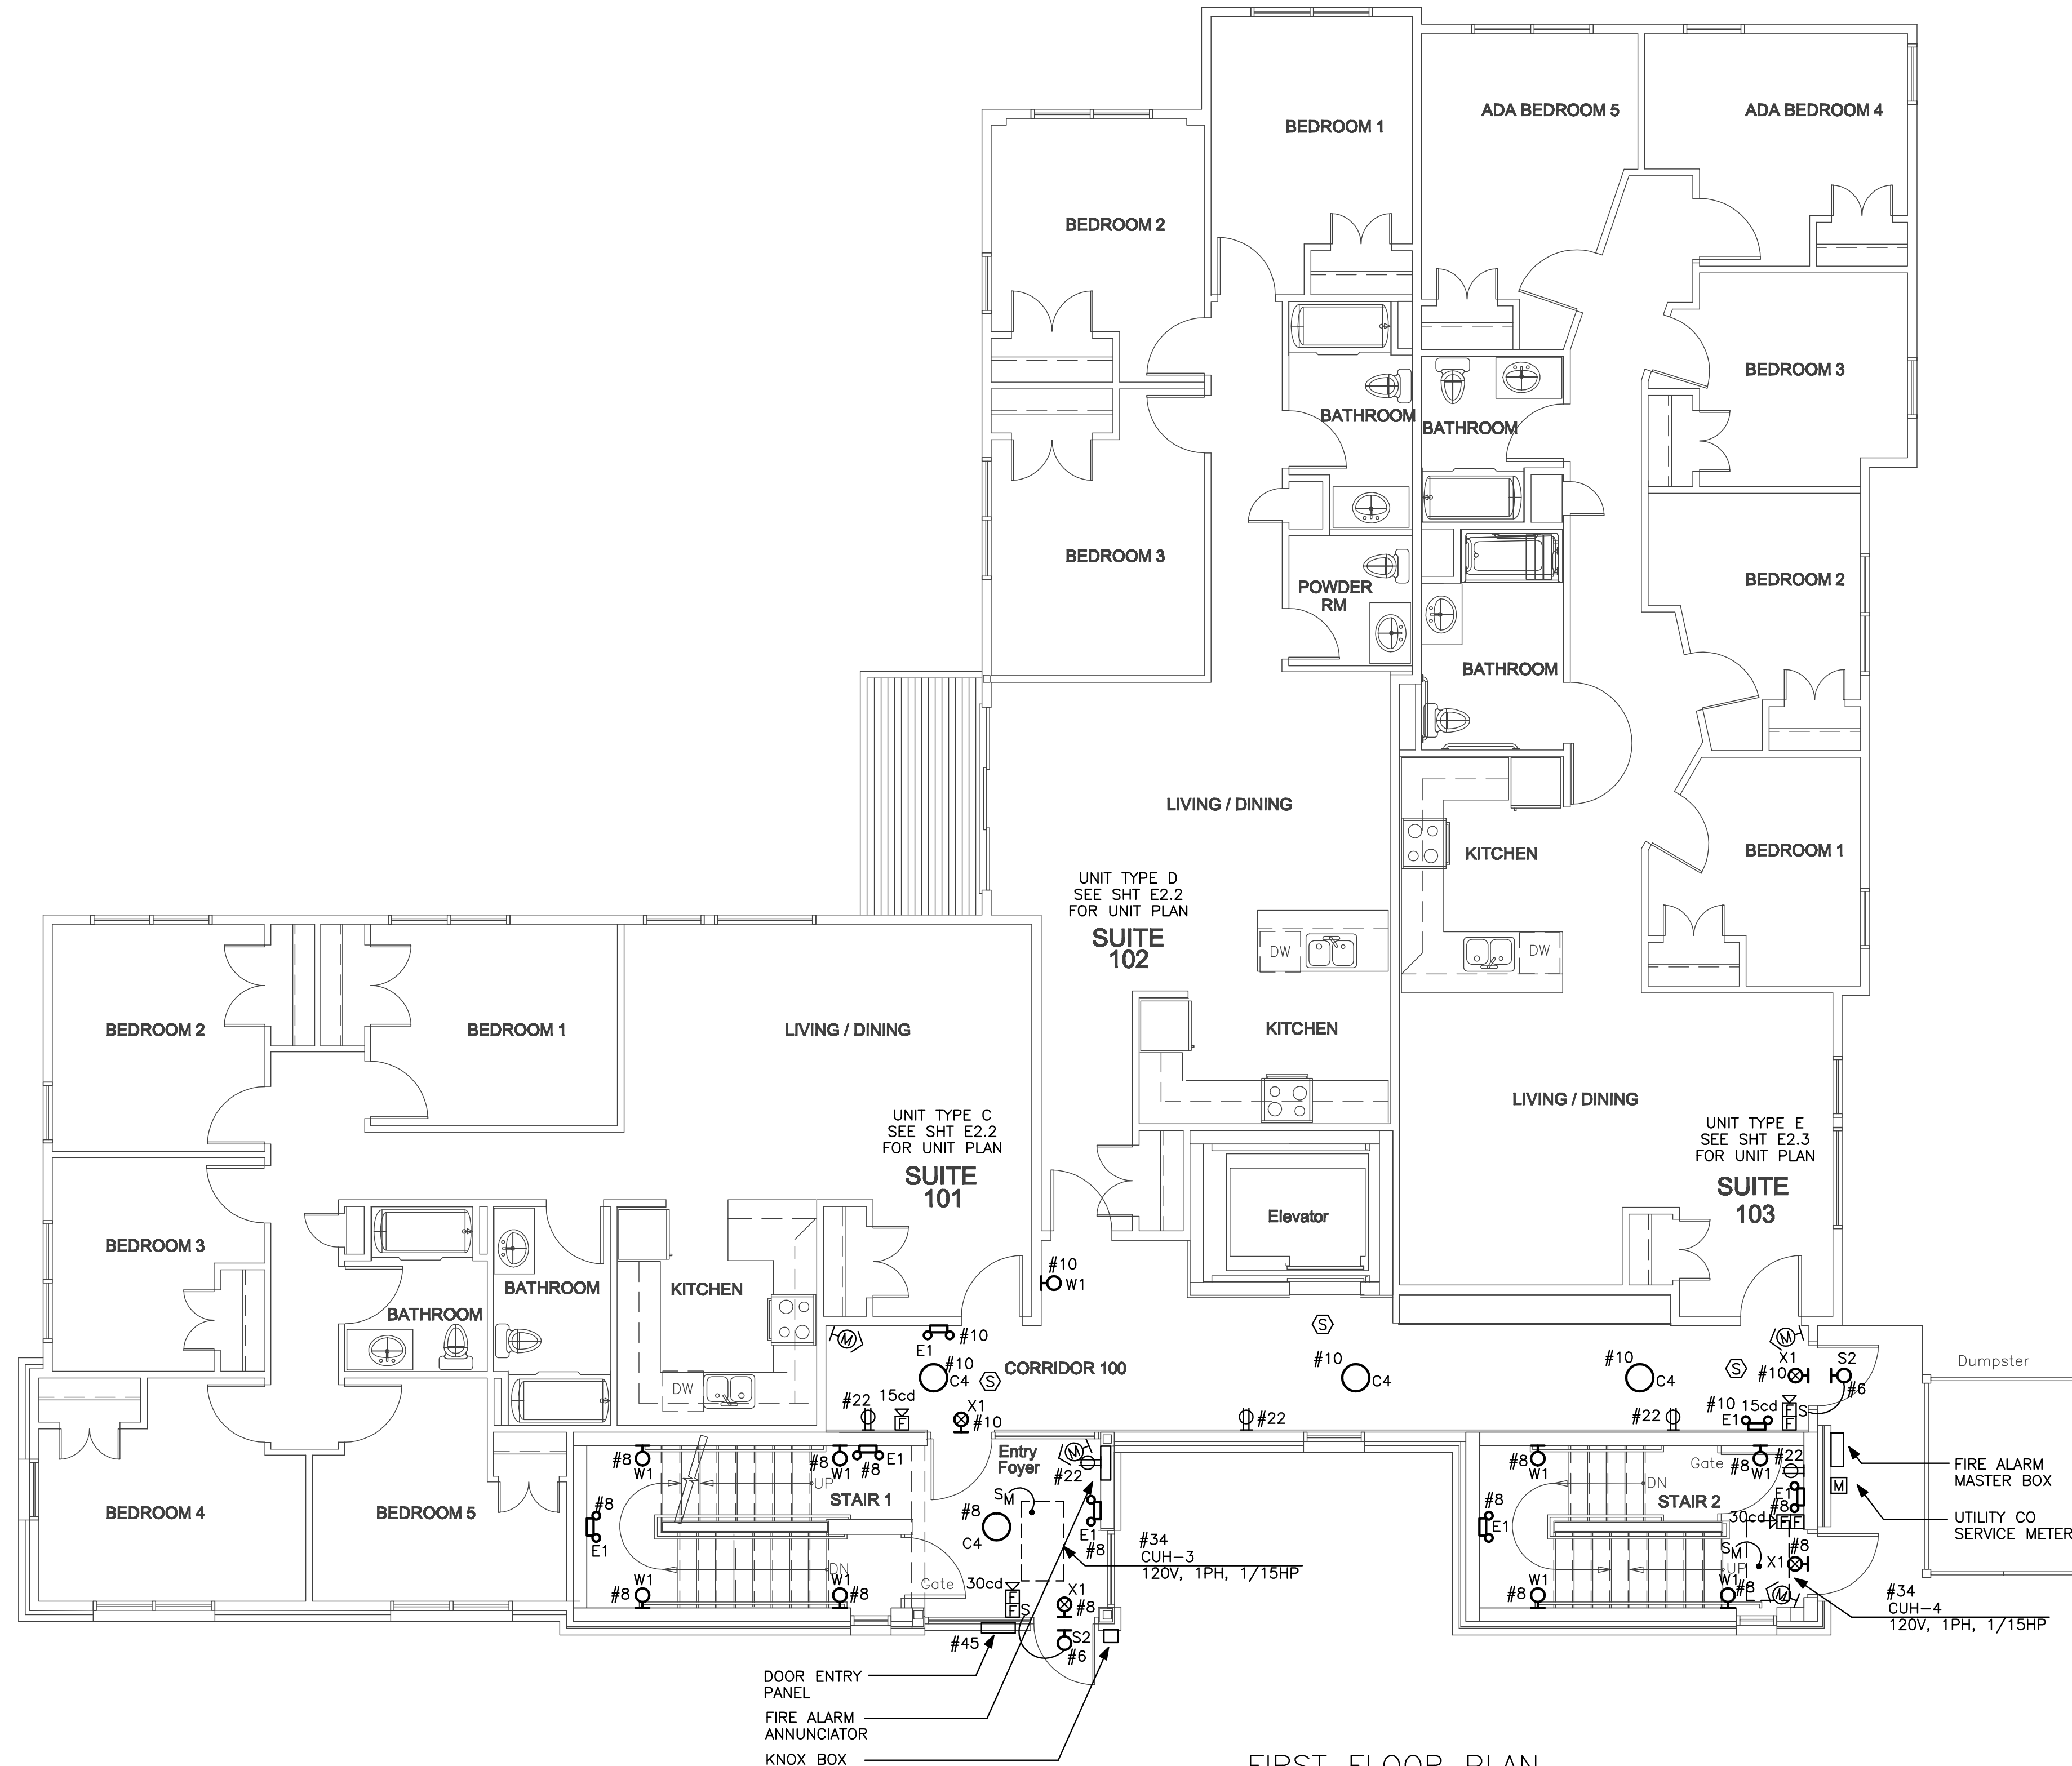 BEDROOM 1
ADA BEDROOM 5
ADA BEDROOM 4
BEDROOM 2
BEDROOM 3
BATHROOM
BATHROOM
BEDROOM 3
POWDER
RM
BEDROOM 2
BATHROOM
LIVING / DINING
KITCHEN
BEDROOM 1
UNIT TYPE D
SEE SHT E2.2
FOR UNIT PLAN
SUITE
102
DW
DW
KITCHEN
BEDROOM 2
BEDROOM 1
LIVING / DINING
LIVING / DINING
UNIT TYPE C
SEE SHT E2.2
FOR UNIT PLAN
SUITE
101
UNIT TYPE E
SEE SHT E2.3
FOR UNIT PLAN
SUITE
103
Elevator
BEDROOM 3
BATHROOM
BATHROOM
KITCHEN
DW
#10
W1
M
#10
E1
#10
C4
S
CORRIDOR 100
S
#10
C4
#10
C4
S
M
X1
#10
S2
#6
Dumpster
#22
15cd
F
X1
#10
#22
#22
#10
15cd
E1
F
F
S
BEDROOM 4
BEDROOM 5
#8
W1
#8
W1
#8
E1
UP
STAIR 1
#8
E1
DN
W1
#8
W1
#8
Gate
Entry
Foyer
M
#22
SM
#8
C4
E1
#8
30cd
F
F
S
X1
#8
S2
#6
#45
#34
CUH-3
120V, 1PH, 1/15HP
#8
W1
Gate
#8
W1
#22
DN
STAIR 2
E1
#8
#8
E1
30cd
F
F
SM
#8
X1
UP
W1
#8
W1
#8
M
M
FIRE ALARM
MASTER BOX
UTILITY CO
SERVICE METER
#34
CUH-4
120V, 1PH, 1/15HP
DOOR ENTRY
PANEL
FIRE ALARM
ANNUNCIATOR
KNOX BOX
FIRST FLOOR PLAN